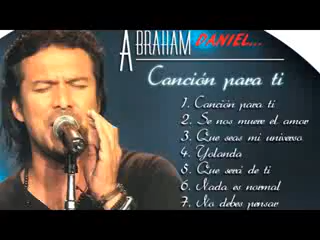 ABRAHAM DANIEL...
Canción para ti
1. Canción para ti
2. Se nos muere el amor
3. Que seas mi universo
4. Yolanda
5. Que será de ti
6. Nada es normal
7. No debes pensar